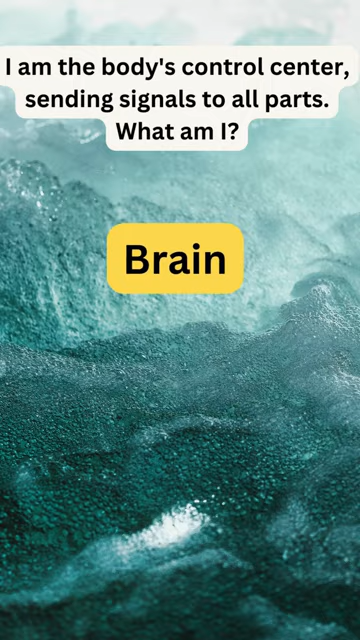 I am the body's control center,
sending signals to all parts.
What am I?
Brain